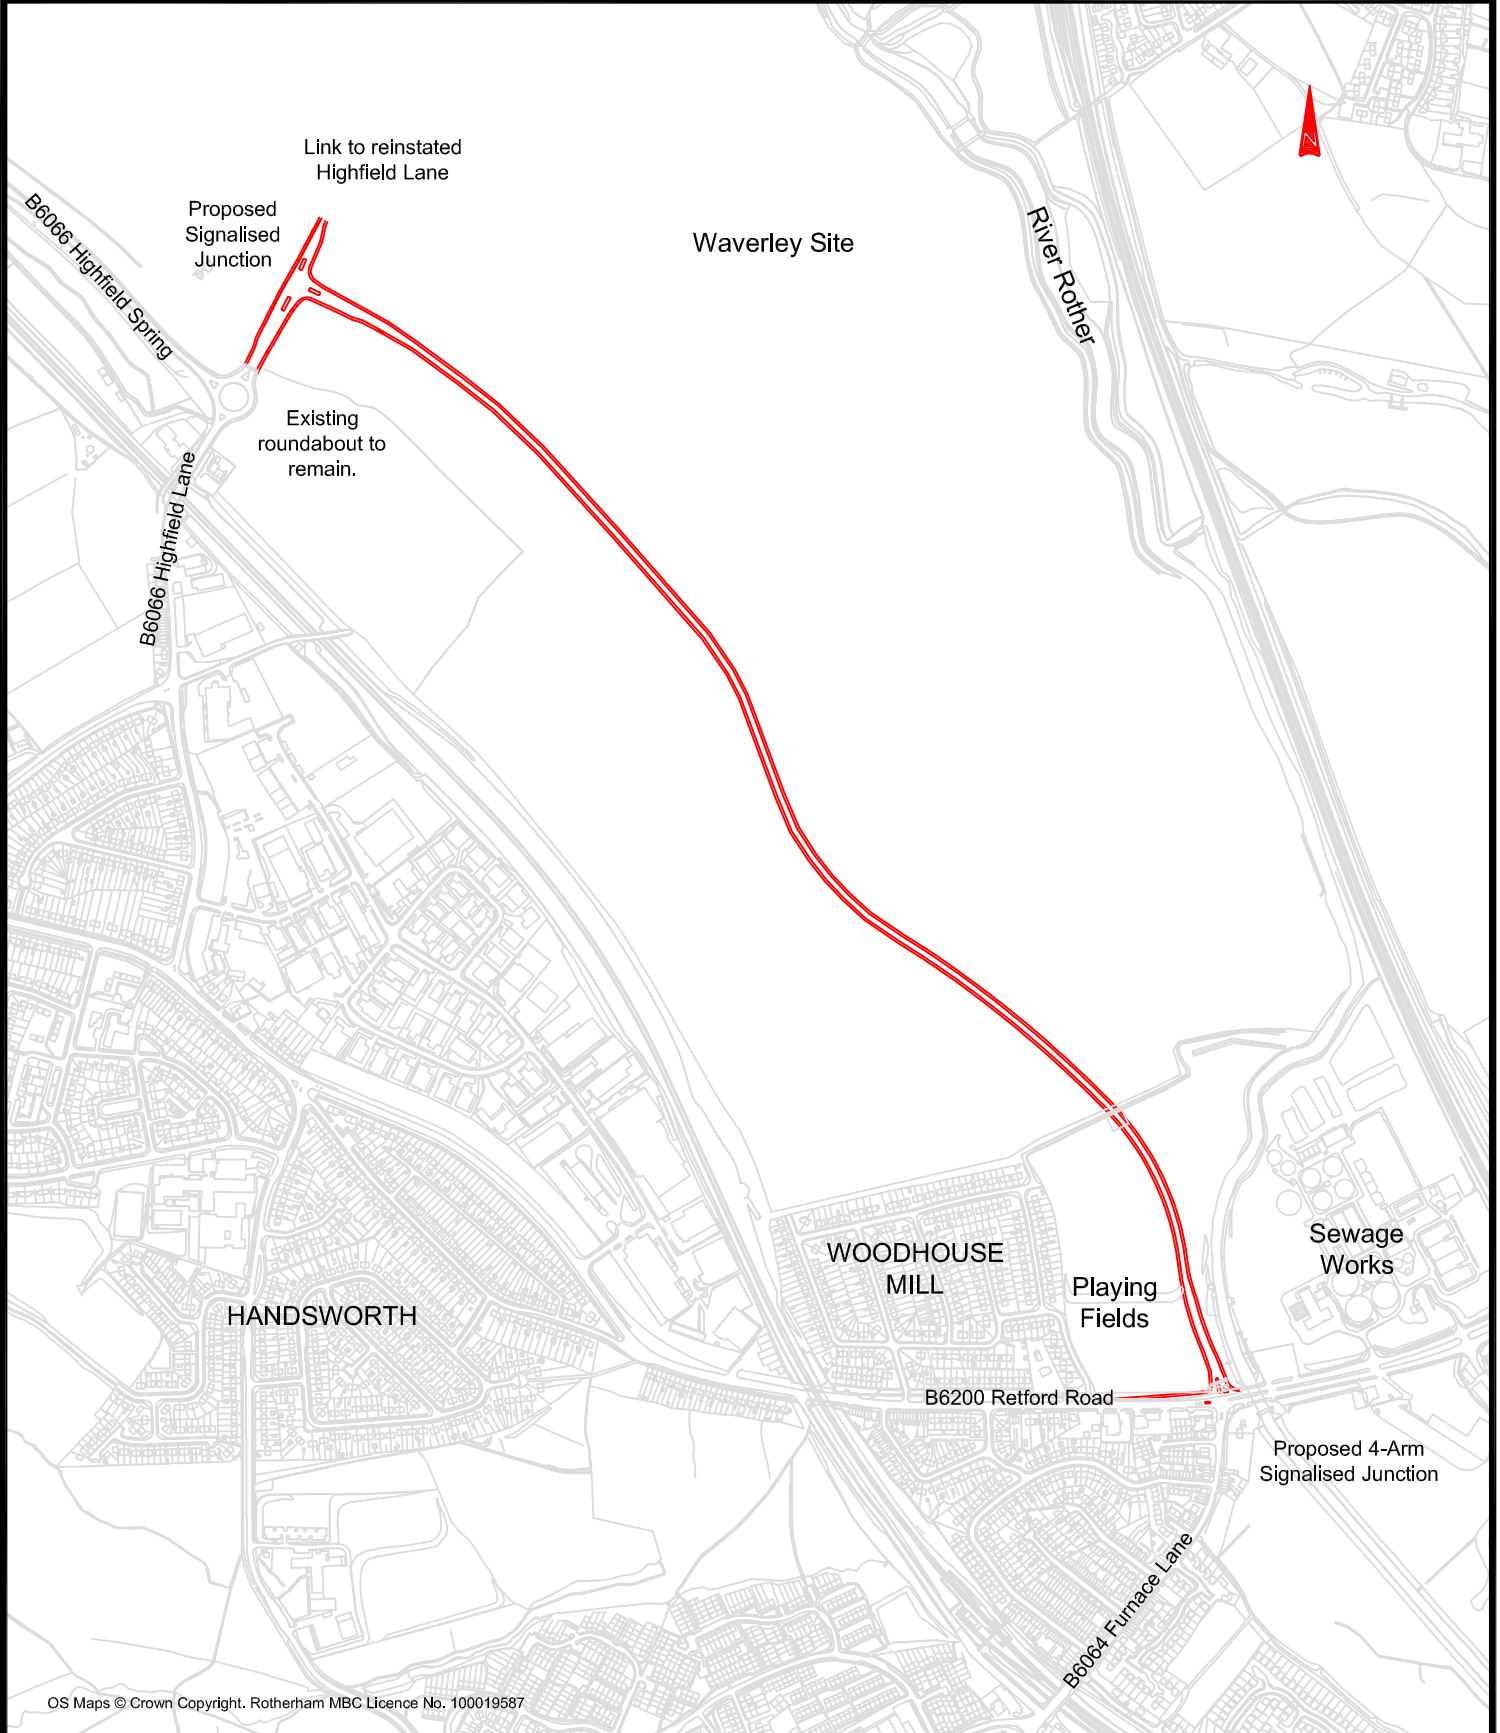 Link to reinstated
Highfield Lane
Proposed
Signalised
Junction
B6066 Highfield Spring
Waverley Site
River Rother
N
Existing
roundabout to
remain.
B6066 Highfield Lane
WOODHOUSE
MILL
Playing
Fields
Sewage
Works
HANDSWORTH
B6200 Retford Road
Proposed 4-Arm
Signalised Junction
B6064 Furnace Lane
OS Maps © Crown Copyright. Rotherham MBC Licence No. 100019587